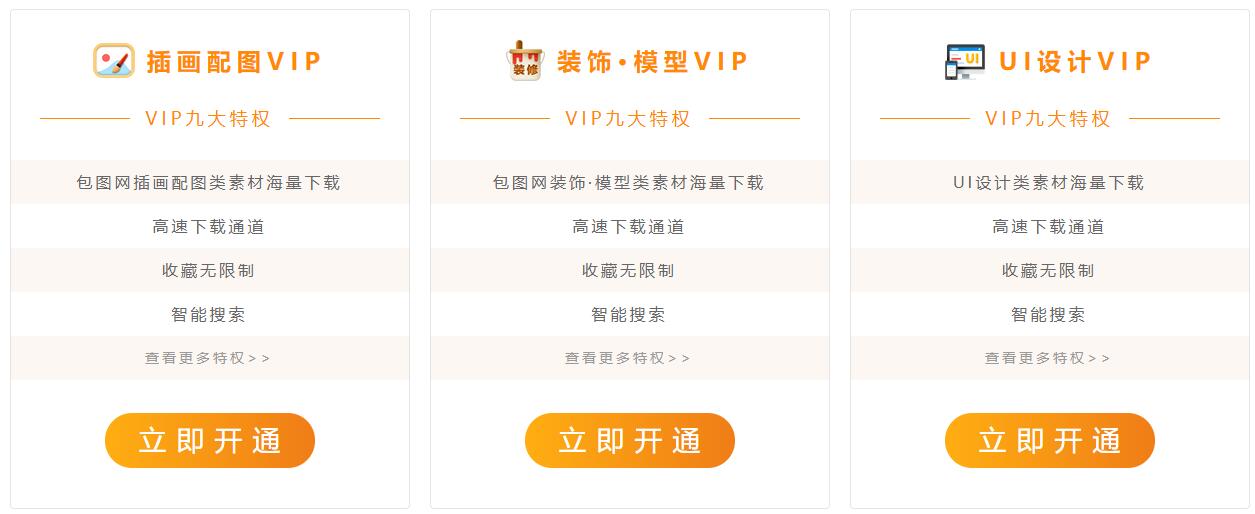 插画配图VIP
VIP九大特权
包图网插画配图类素材海量下载
高速下载通道
收藏无限制
智能搜索
查看更多特权>>
立即开通
装修
装饰·模型VIP
VIP九大特权
包图网装饰·模型类素材海量下载
高速下载通道
收藏无限制
智能搜索
查看更多特权>>
立即开通
UI
UI设计VIP
VIP九大特权
UI设计类素材海量下载
高速下载通道
收藏无限制
智能搜索
查看更多特权>>
立即开通